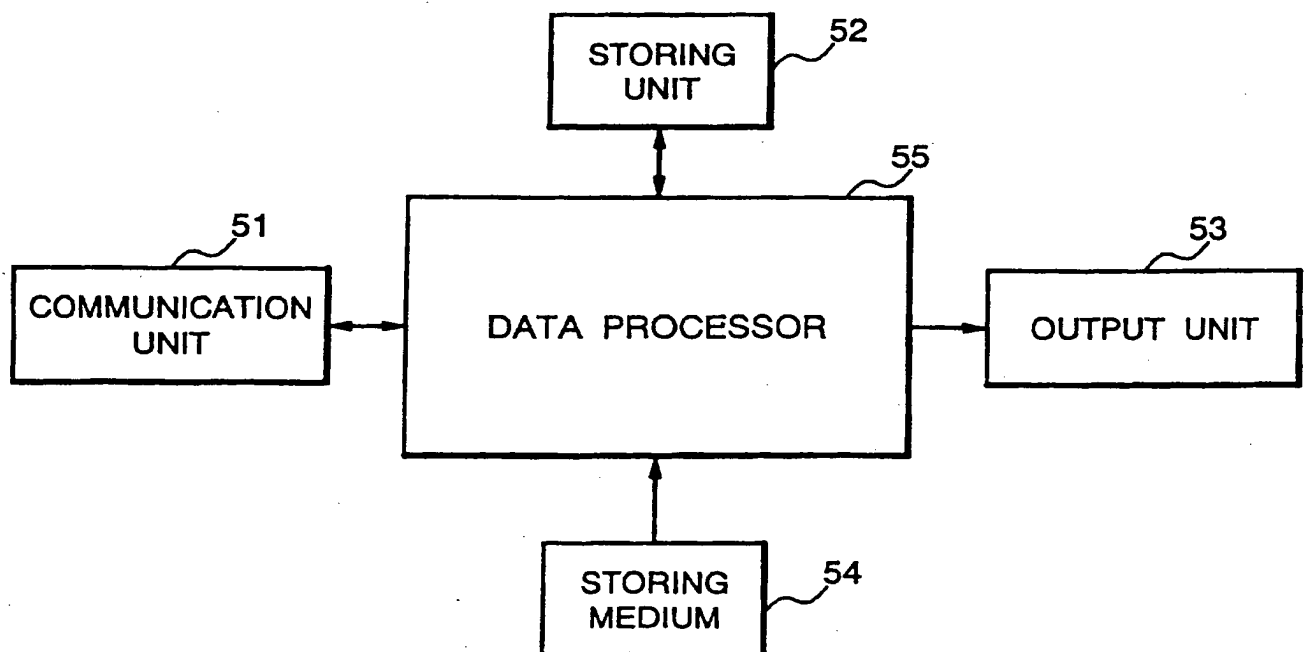 52
STORING
UNIT
55
51
COMMUNICATION
UNIT
DATA PROCESSOR
53
OUTPUT UNIT
54
STORING
MEDIUM